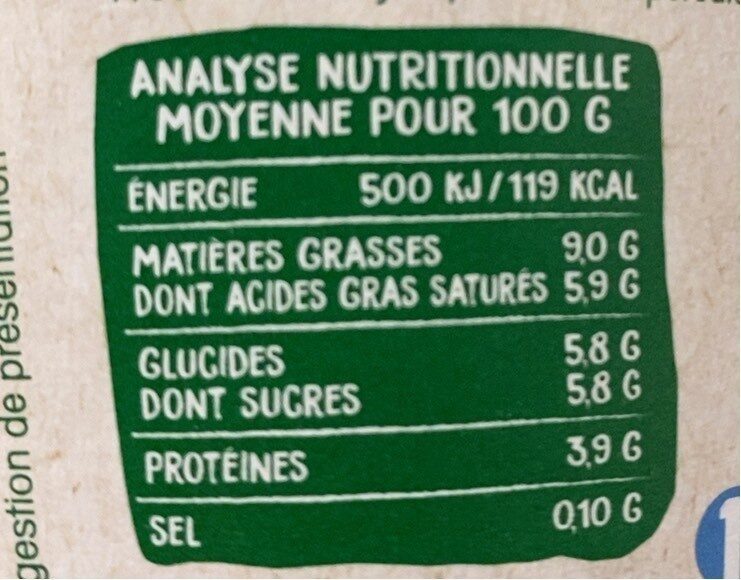 ANALYSE NUTRITIONNELLE
MOYENNE POUR 100 G
ÉNERGIE 500 KJ / 119 KCAL
MATIÈRES GRASSES 9,0 G
DONT ACIDES GRAS SATURÉS 5,9 G
GLUCIDES 5,8 G
DONT SUCRES 5,8 G
PROTÉINES 3,9 G
SEL 0,10 G
gestion de présentation